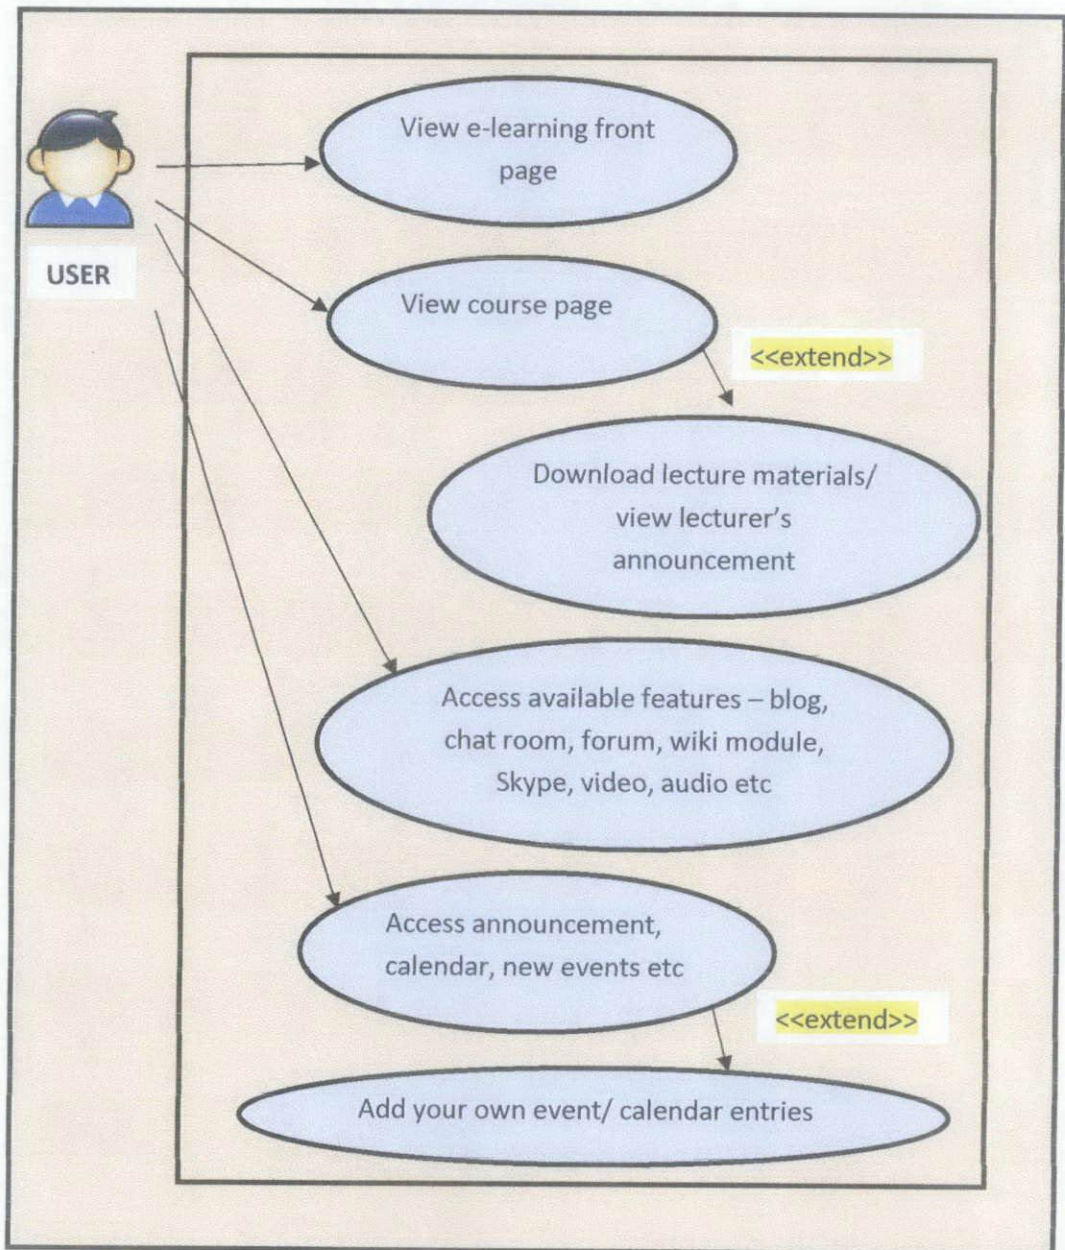 View e-learning front
page
USER
View course page
<<extend>>
Download lecture materials/
view lecturer's
announcement
Access available features – blog,
chat room, forum, wiki module,
Skype, video, audio etc
Access announcement,
calendar, new events etc
<<extend>>
Add your own event/ calendar entries